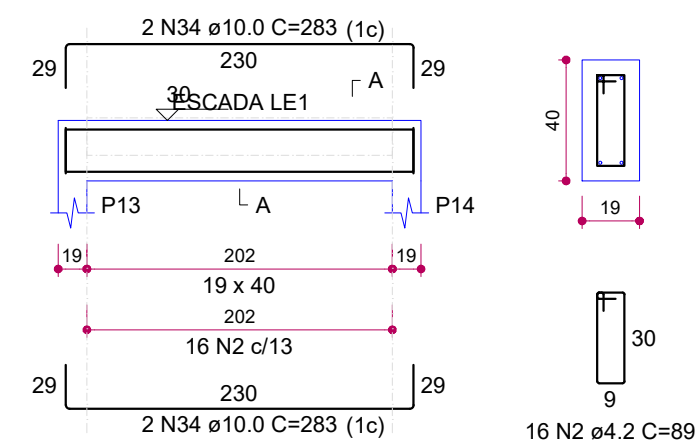 2 N34 ø10.0 C=283 (1c)
29
230
29
A
30
ESCADA LE1
40
P13
A
P14
19
19
202
19
19 x 40
202
16 N2 c/13
30
29
230
29
9
2 N34 ø10.0 C=283 (1c)
16 N2 ø4.2 C=89